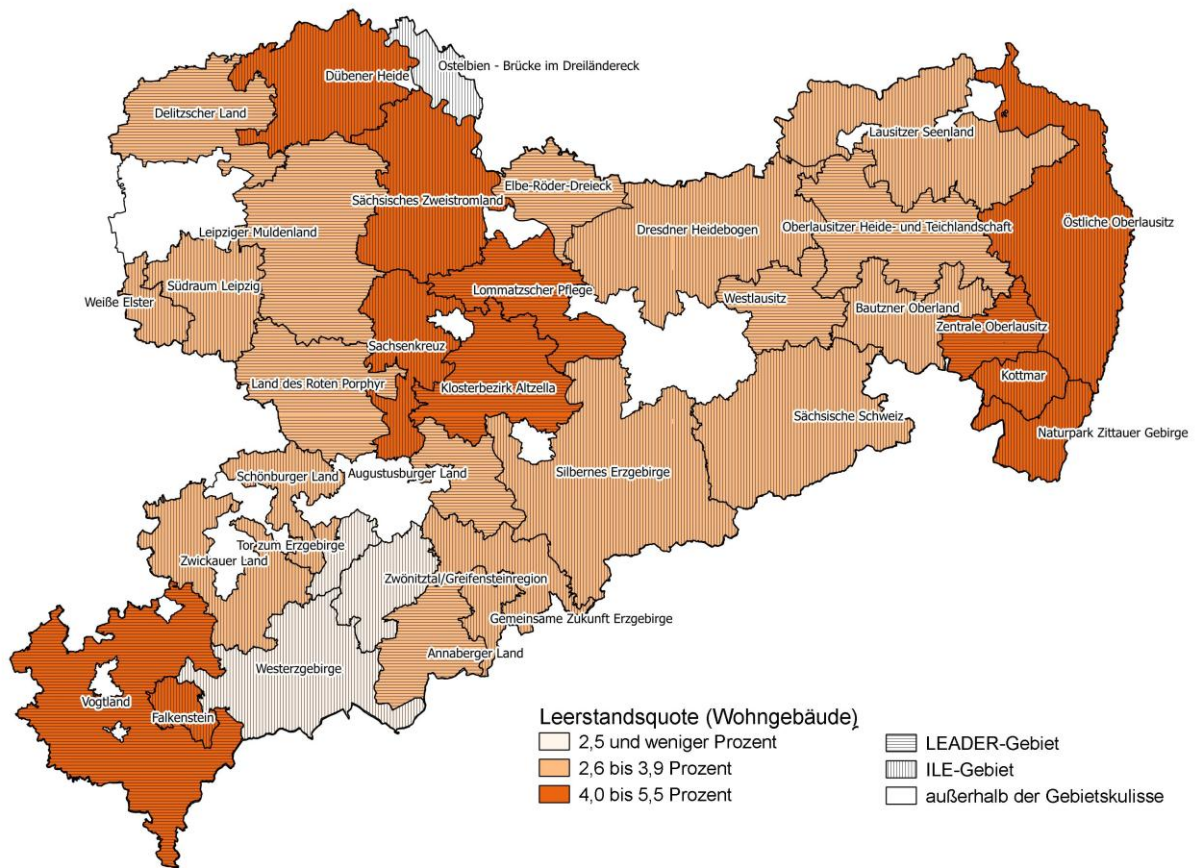 Ostelbien - Brücke im Dreiländereck
Dübener Heide
Delitzscher Land
Lausitzer Seenland
Elbe-Röder-Dreieck
Sächsisches Zweistromland
Östliche Oberlausitz
Oberlausitzer Heide- und Teichlandschaft
Dresdner Heidebogen
Leipziger Muldenland
Südraum Leipzig
Lommatzscher Pflege
Weiße Elster
Westlausitz
Bautzner Oberland
Zentrale Oberlausitz
Sachsenkreuz
Kottmar
Land des Roten Porphyr
Klosterbezirk Altzella
Sächsische Schweiz
Naturpark Zittauer Gebirge
Silbernes Erzgebirge
Schönburger Land
Augustusburger Land
Tor zum Erzgebirge
Zwickauer Land
Zwönitztal/Greifensteinregion
Gemeinsame Zukunft Erzgebirge
Annaberger Land
Westerzgebirge
Vogtland
Falkenstein
Leerstandsquote (Wohngebäude)
2,5 und weniger Prozent
2,6 bis 3,9 Prozent
4,0 bis 5,5 Prozent
LEADER-Gebiet
ILE-Gebiet
außerhalb der Gebietskulisse